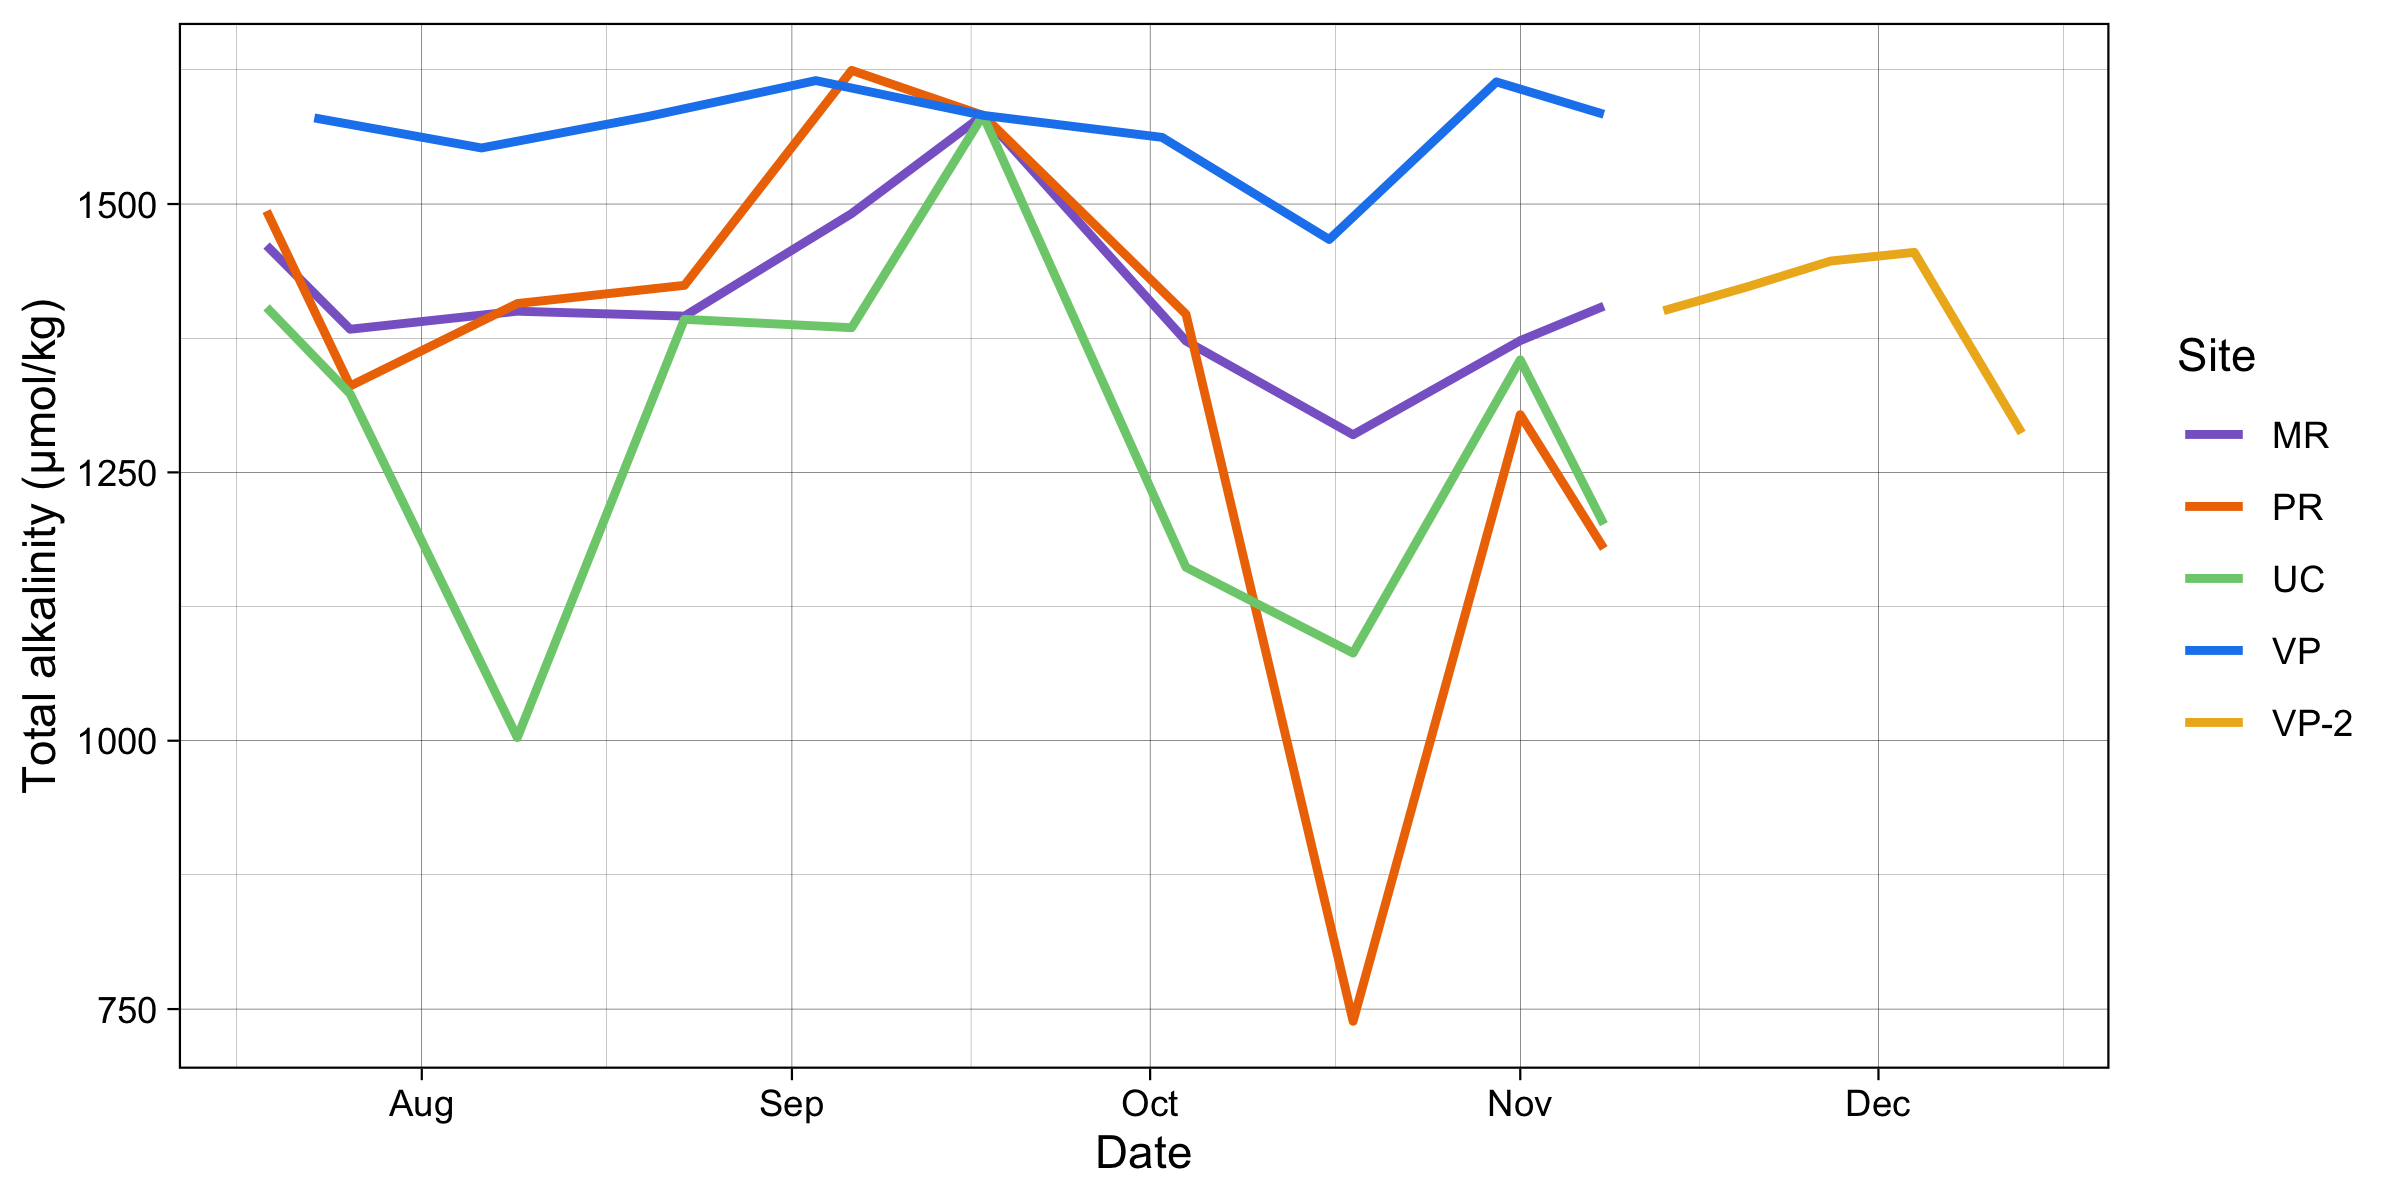 Total alkalinity (μmol/kg)
1500
1250
1000
750
Aug Sep Oct Nov Dec
Date
Site
MR
PR
UC
VP
VP-2